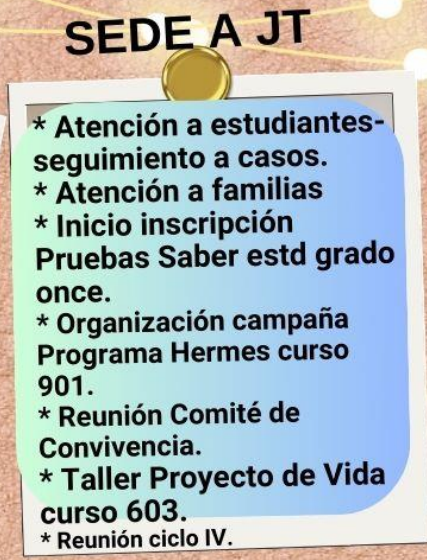 SEDE A JT
* Atención a estudiantes-
seguimiento a casos.
* Atención a familias
* Inicio inscripción
Pruebas Saber estd grado
once.
* Organización campaña
Programa Hermes curso
901.
* Reunión Comité de
Convivencia.
* Taller Proyecto de Vida
curso 603.
* Reunión ciclo IV.